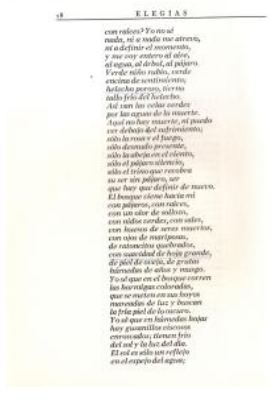 18 ELEGIAS
con raíces? Yo no sé
nada, ni a nada me atrevo,
ni a definir el momento,
y me voy entero al aire,
al agua, al árbol, al pájaro.
Verde niño rubio, verde
encina de sentimiento;
helecho poroso, tierno
tallo frío del helecho.
Así van las celas verdes
por las aguas de la muerte.
Aquí no hay muerte, ni puedo
ver debajo del sufrimiento;
sólo la rosa y el fuego,
sólo desnudo presente,
sólo la abeja en el viento,
sólo el pájaro silencio,
sólo el trino que recobra
su ser sin pájaro, ser
que hay que definir de nuevo.
El bosque viene hacia mí
con pájaros, con raíces,
con un olor de sollozo,
con nidos verdes, con sales,
con huesos de seres muertos,
con ojos de mariposas,
de ratoncitos quebrados,
con suavidad de hoja grande,
de piel de oveja, de grutas
húmedas de años y musgo.
Yo sé que en el bosque corren
las hormigas coloradas,
que se meten en sus hoyos
mareadas de luz y buscan
la fría piel de lo oscuro.
Yo sé que en húmedas hojas
hay gusanillos viscosos
enroscados; tienen frío
del sol y la luz del día.
El sol es sólo un reflejo
en el espejo del agua;